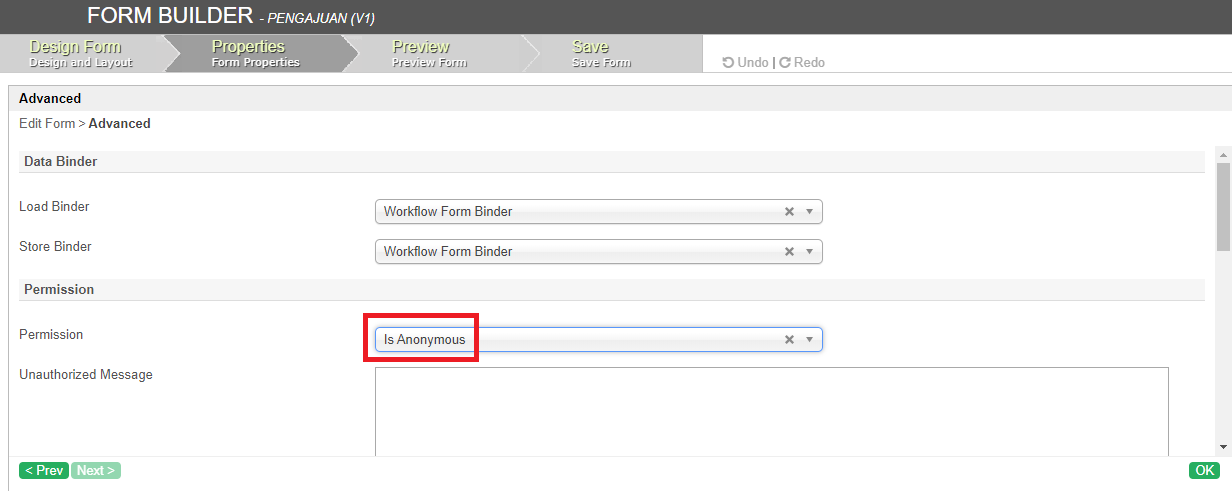 FORM BUILDER - PENGAJUAN (V1)
Design Form
Design and Layout
Properties
Form Properties
Preview
Preview Form
Save
Save Form
Undo | Redo
Advanced
Edit Form > Advanced
Data Binder
Load Binder
Workflow Form Binder
Store Binder
Workflow Form Binder
Permission
Permission
Is Anonymous
Unauthorized Message
< Prev
Next >
OK